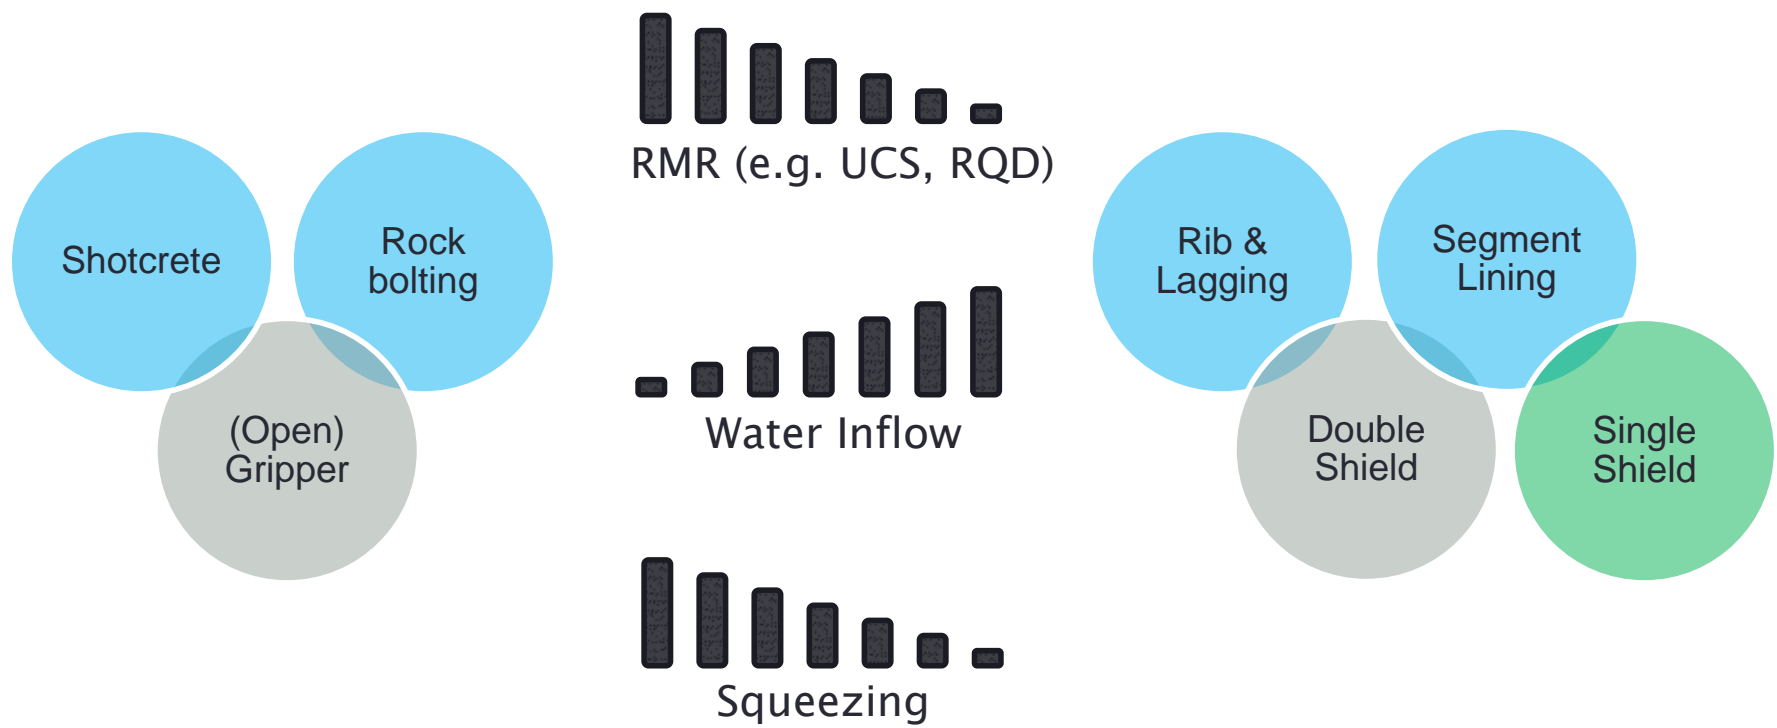 RMR (e.g. UCS, RQD)
Shotcrete
Rock
bolting
(Open)
Gripper
Water Inflow
Squeezing
Rib &
Lagging
Segment
Lining
Double
Shield
Single
Shield